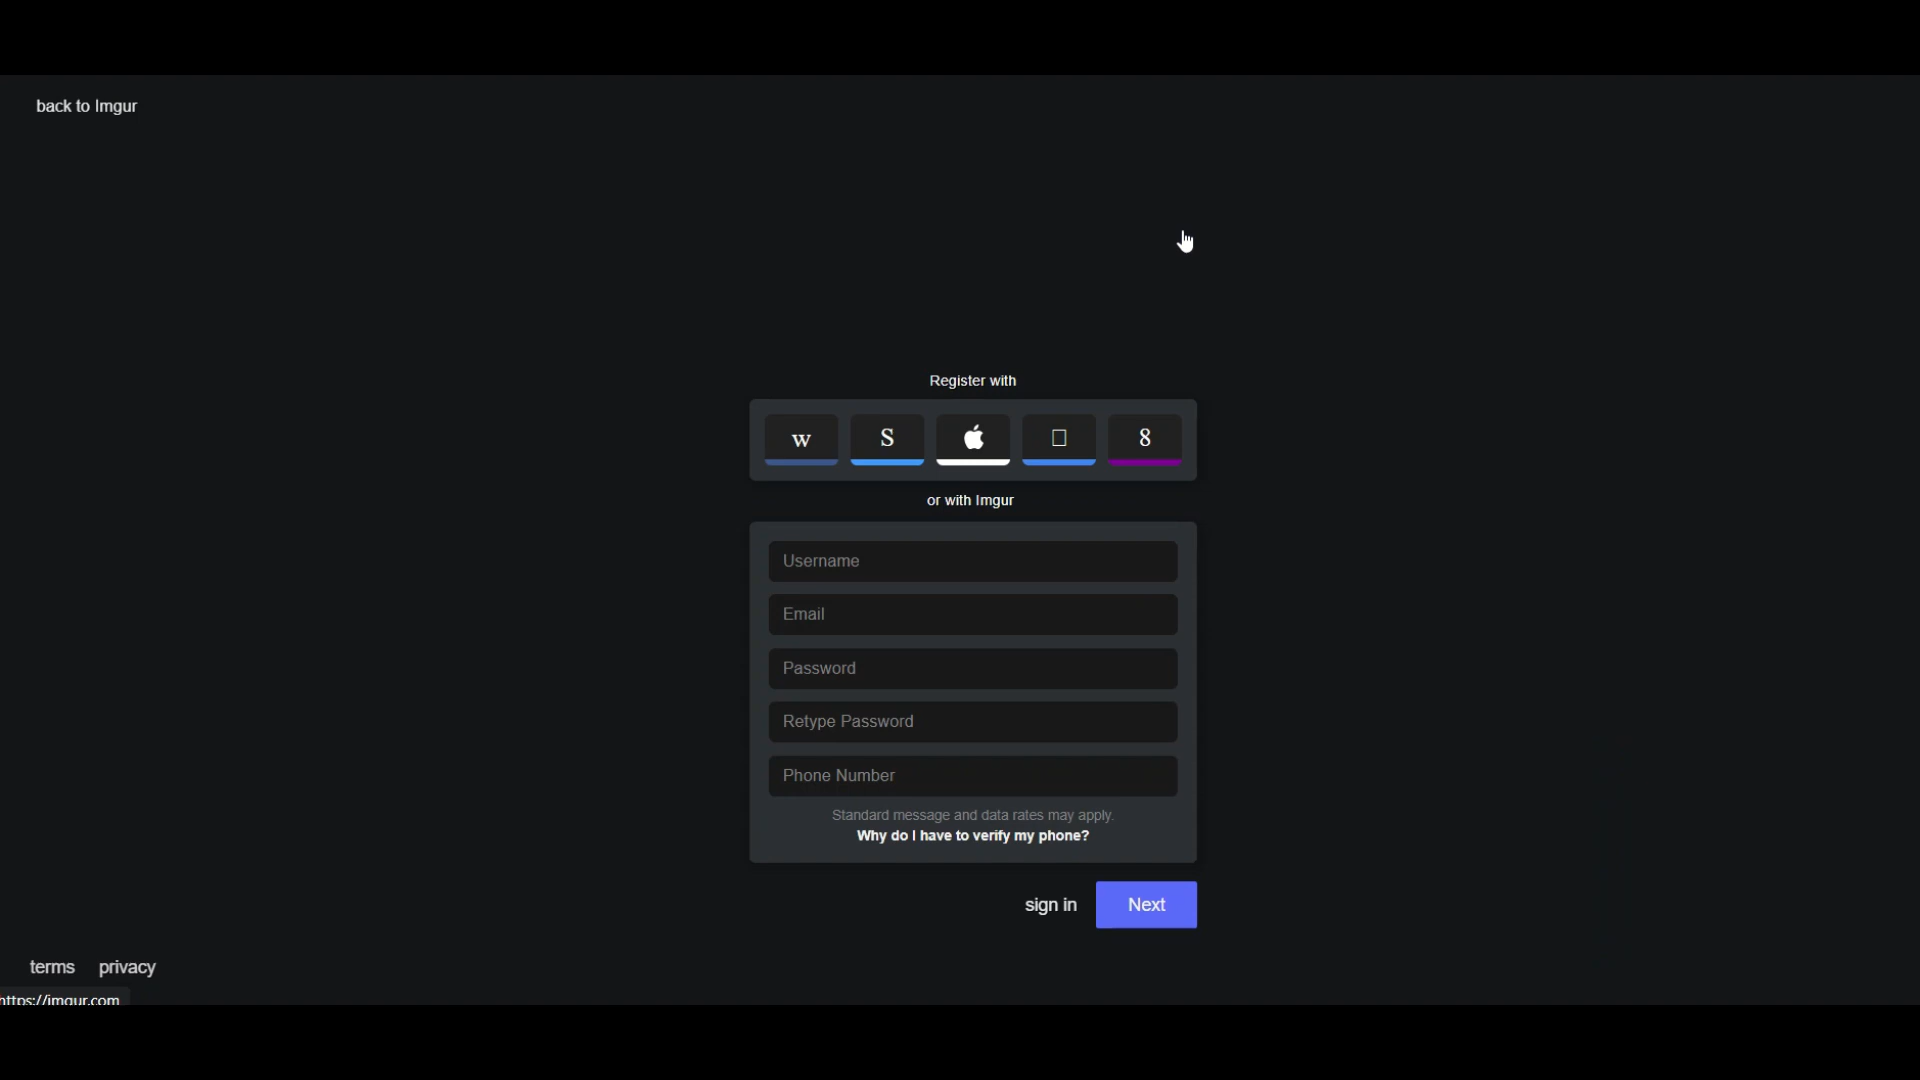 back to Imgur
Register with
w S 8
or with Imgur
Username
Email
Password
Retype Password
Phone Number
Standard message and data rates may apply.
Why do I have to verify my phone?
sign in Next
terms privacy
https://imgur.com